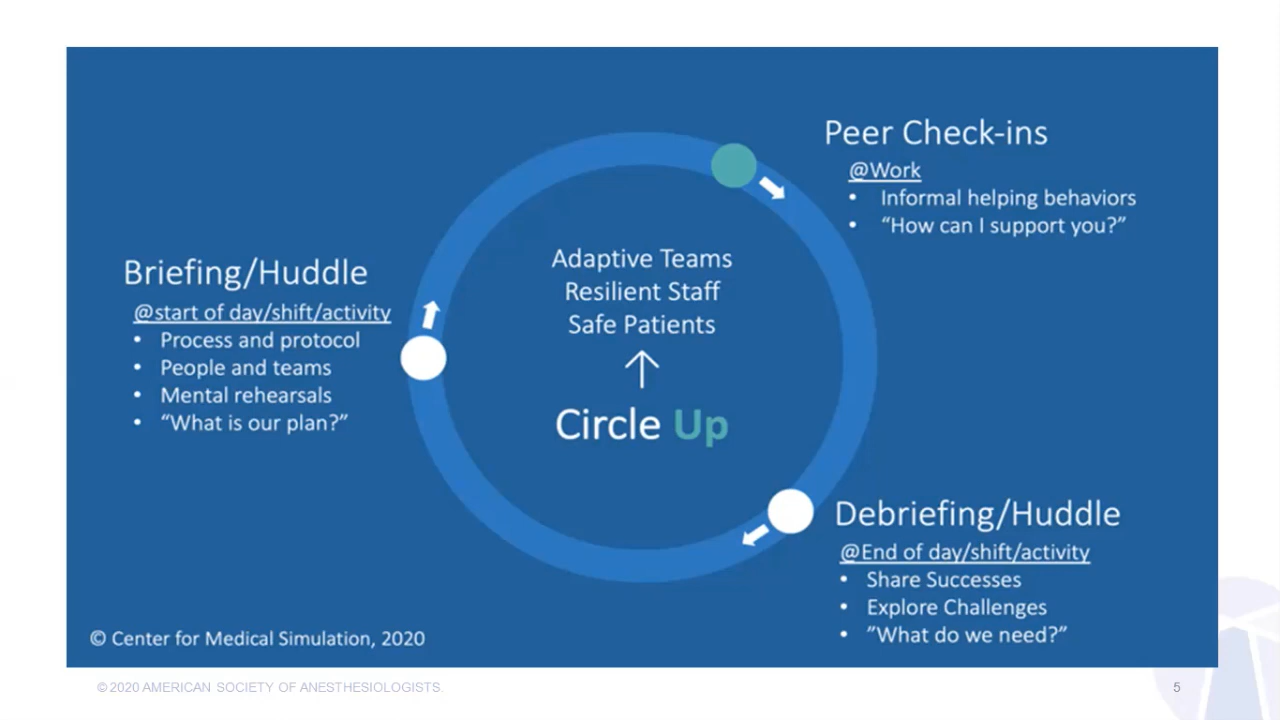 Peer Check-ins
@Work
• Informal helping behaviors
• “How can I support you?”
Briefing/Huddle
@start of day/shift/activity
• Process and protocol
• People and teams
• Mental rehearsals
• “What is our plan?”
Adaptive Teams
Resilient Staff
Safe Patients
Circle Up
Debriefing/Huddle
@End of day/shift/activity
• Share Successes
• Explore Challenges
• ”What do we need?”
© Center for Medical Simulation, 2020
© 2020 AMERICAN SOCIETY OF ANESTHESIOLOGISTS.
5